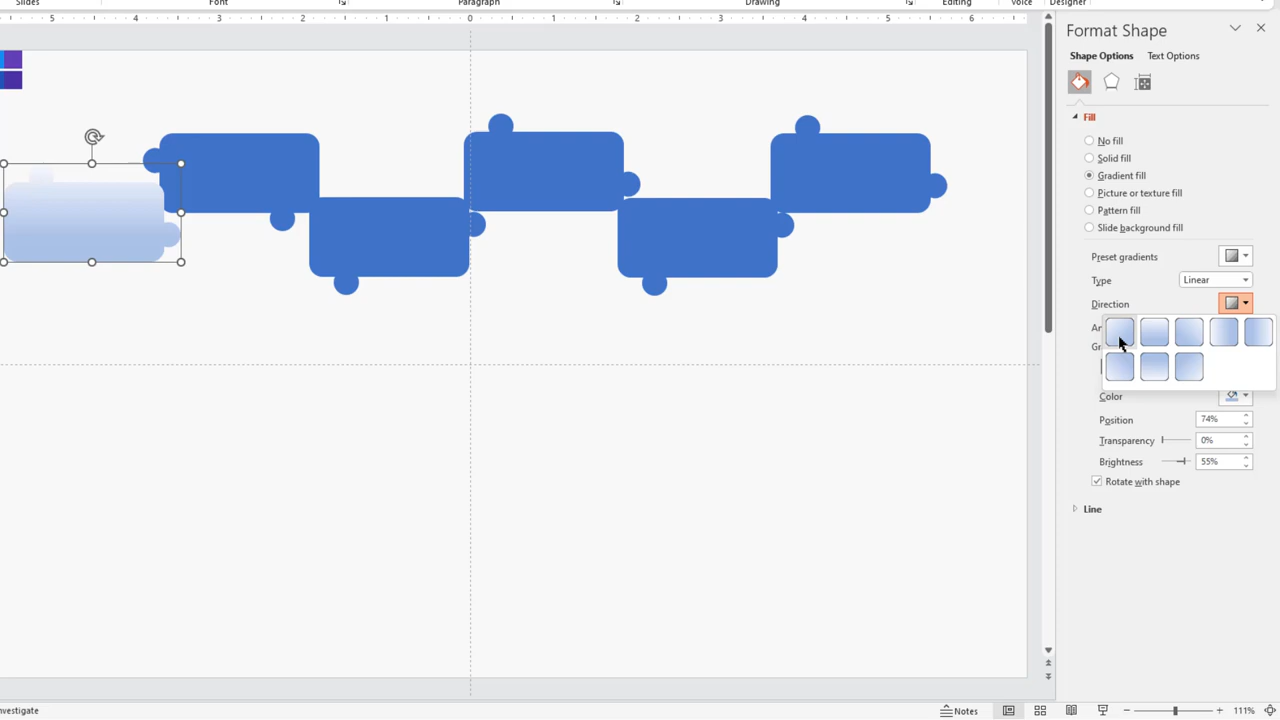 Slides
Font
Paragraph
Drawing
Editing
Voice
Designer
5 4 3 2 1 0 1 2 3 4 5 6
Format Shape
Shape Options
Text Options
Fill
No fill
Solid fill
Gradient fill
Picture or texture fill
Pattern fill
Slide background fill
Preset gradients
Type
Linear
Direction
Color
Position
74%
Transparency
0%
Brightness
55%
Rotate with shape
Line
nvestigate
Notes
111%